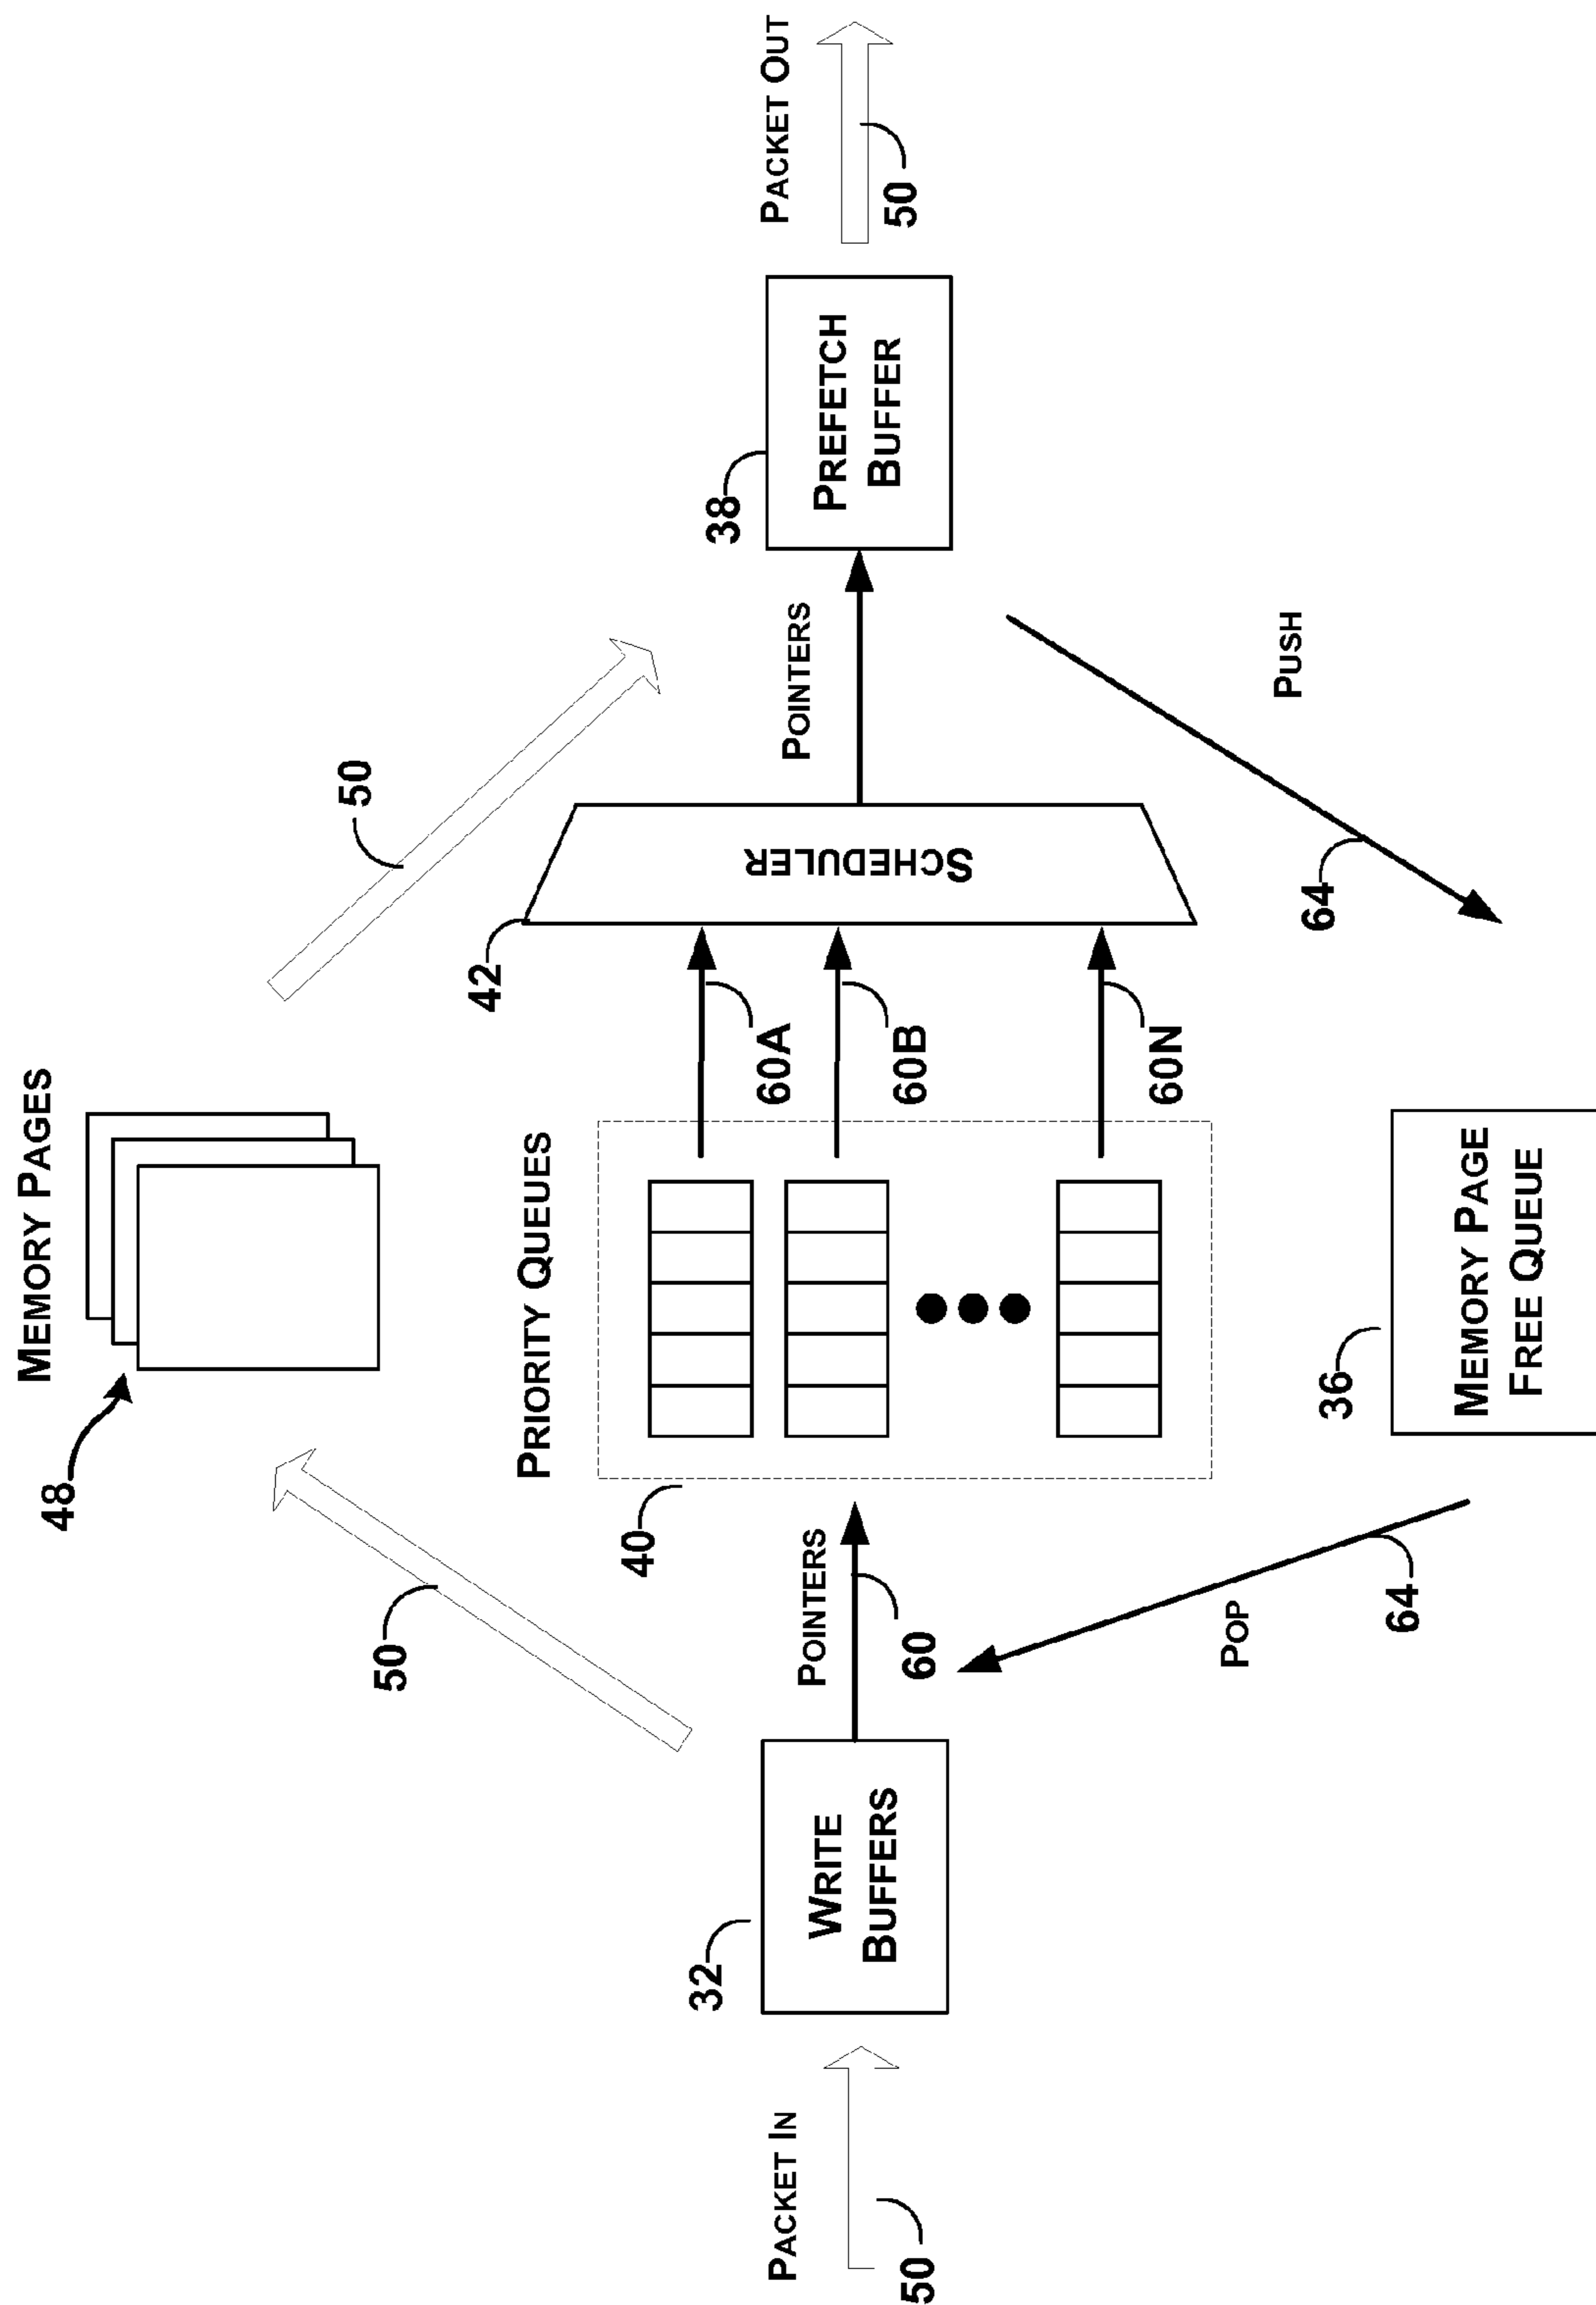 MEMORY PAGES
48
50
50
PRIORITY QUEUES
40
42
PACKET IN
50
32
WRITE
BUFFERS
POINTERS
60
60A
60B
60N
SCHEDULER
POINTERS
38
PREFETCH
BUFFER
PACKET OUT
50
POP
64
36
MEMORY PAGE
FREE QUEUE
64
PUSH